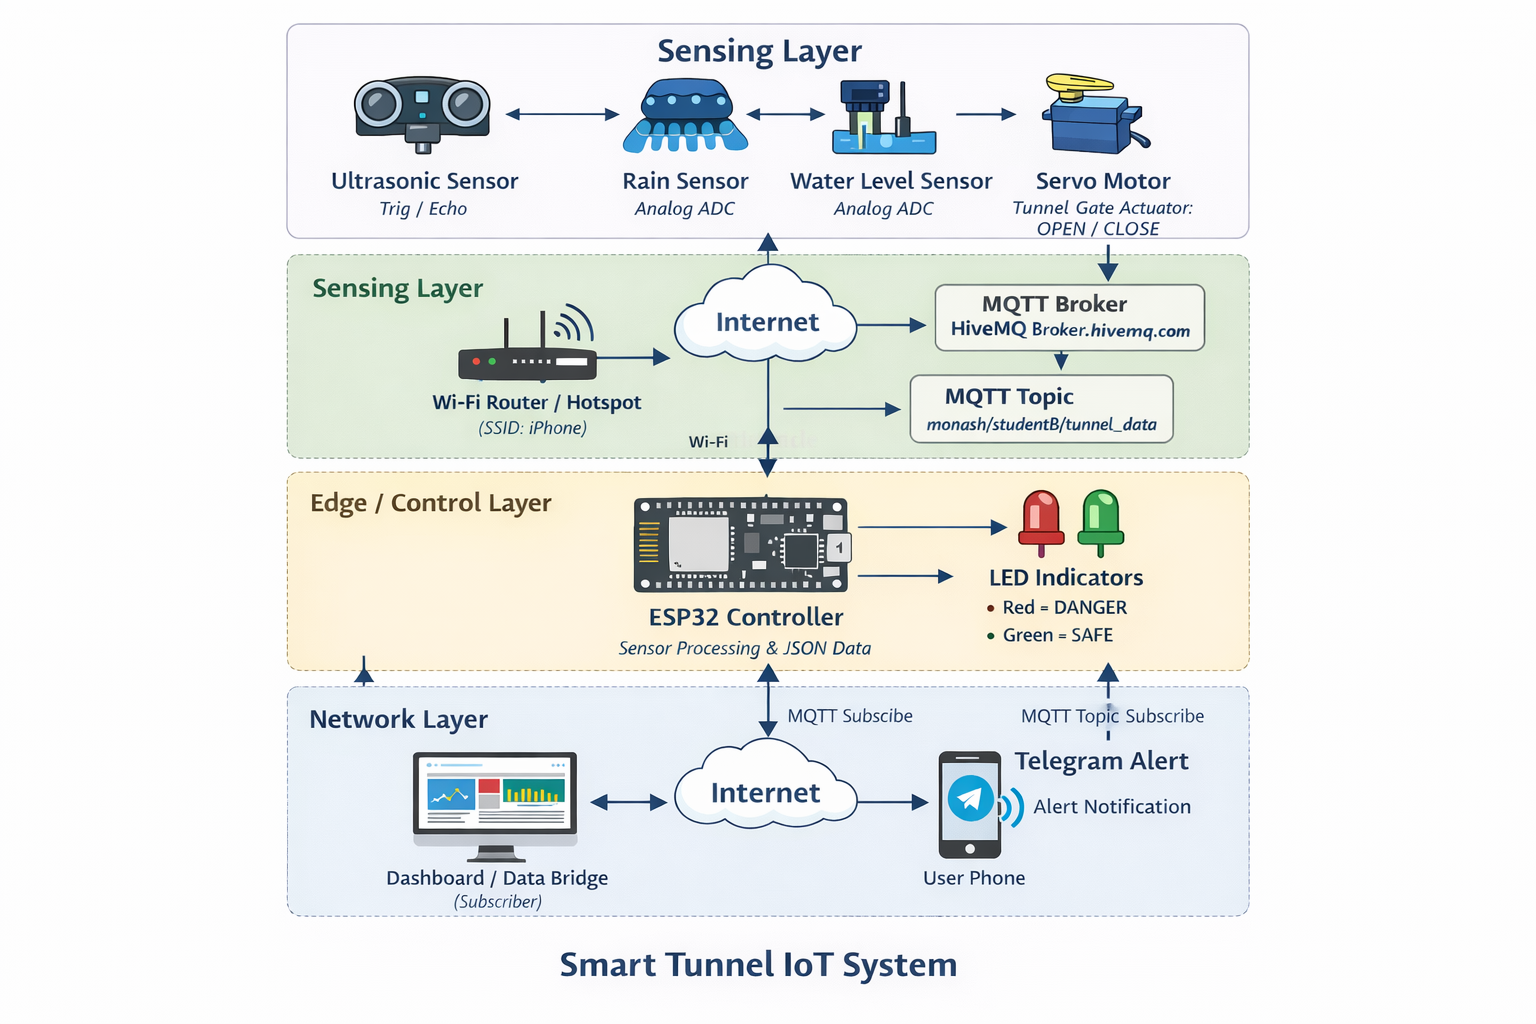 Sensing Layer
Ultrasonic Sensor
Trig / Echo
Rain Sensor
Analog ADC
Water Level Sensor
Analog ADC
Servo Motor
Tunnel Gate Actuator:
OPEN / CLOSE
Sensing Layer
Wi-Fi Router / Hotspot
(SSID: iPhone)
Internet
Wi-Fi
MQTT Broker
HiveMQ Broker.hivemq.com
MQTT Topic
monash/studentB/tunnel_data
Edge / Control Layer
1
ESP32 Controller
Sensor Processing & JSON Data
LED Indicators
• Red = DANGER
• Green = SAFE
Network Layer
MQTT Subscibe
MQTT Topic Subscribe
Dashboard / Data Bridge
(Subscriber)
Internet
Telegram Alert
Alert Notification
User Phone
Smart Tunnel IoT System